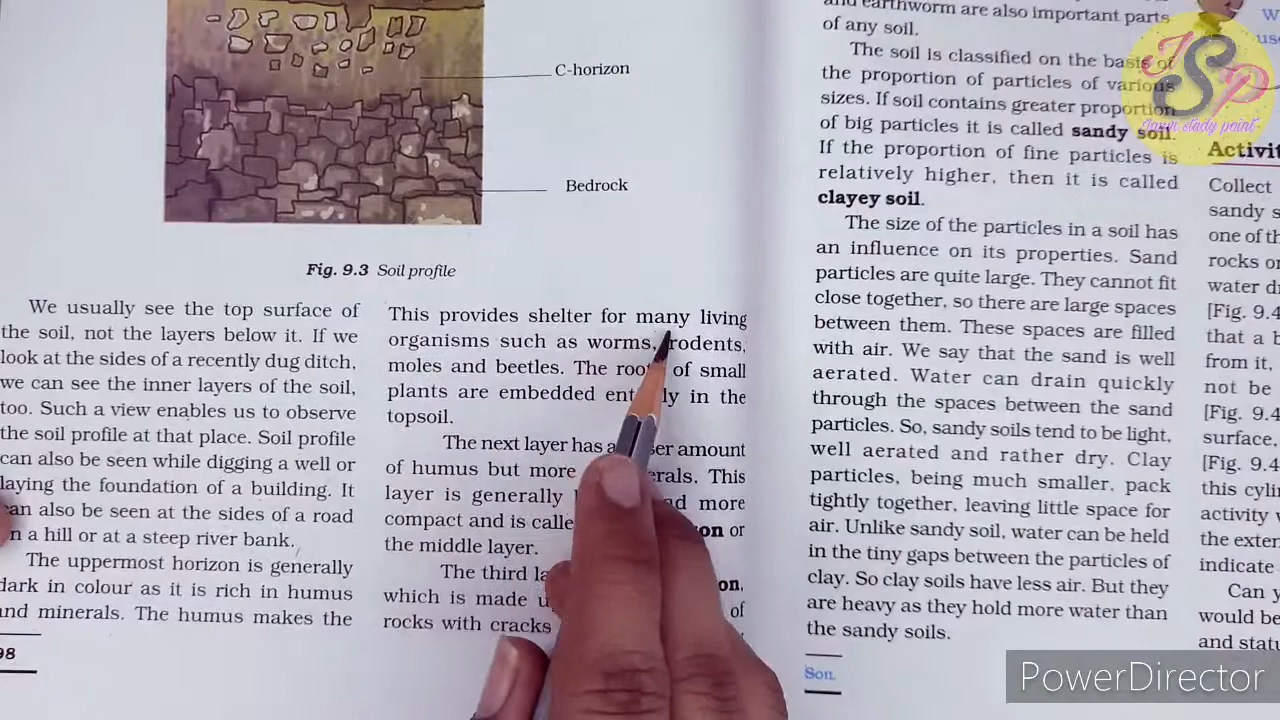 C-horizon
Bedrock
Fig. 9.3 Soil profile
We usually see the top surface of
the soil, not the layers below it. If we
look at the sides of a recently dug ditch,
we can see the inner layers of the soil,
too. Such a view enables us to observe
the soil profile at that place. Soil profile
can also be seen while digging a well or
laying the foundation of a building. It
can also be seen at the sides of a road
n a hill or at a steep river bank.
The uppermost horizon is generally
dark in colour as it is rich in humus
and minerals. The humus makes the
98
This provides shelter for many living
organisms such as worms, rodents,
moles and beetles. The roots of small
plants are embedded entirely in the
topsoil.
The next layer has a ser amount
of humus but more erals. This
layer is generally and more
compact and is calle on or
the middle layer.
The third la on,
which is made u of
rocks with cracks
and earthworm are also important parts
of any soil.
The soil is classified on the basis of
the proportion of particles of various
sizes. If soil contains greater proportion
of big particles it is called sandy soil.
If the proportion of fine particles is
relatively higher, then it is called
clayey soil.
The size of the particles in a soil has
an influence on its properties. Sand
particles are quite large. They cannot fit
close together, so there are large spaces
between them. These spaces are filled
with air. We say that the sand is well
aerated. Water can drain quickly
through the spaces between the sand
particles. So, sandy soils tend to be light,
well aerated and rather dry. Clay
particles, being much smaller, pack
tightly together, leaving little space for
air. Unlike sandy soil, water can be held
in the tiny gaps between the particles of
clay. So clay soils have less air. But they
are heavy as they hold more water than
the sandy soils.
JSP
study point
W
us
Activit
Collect
sandy s
one of th
rocks or
water dr
[Fig. 9.4
that a b
from it,
not be
[Fig. 9.4
surface,
[Fig. 9.4
this cyli
activity w
the exten
indicate
Can y
would be
and statu
PowerDirector